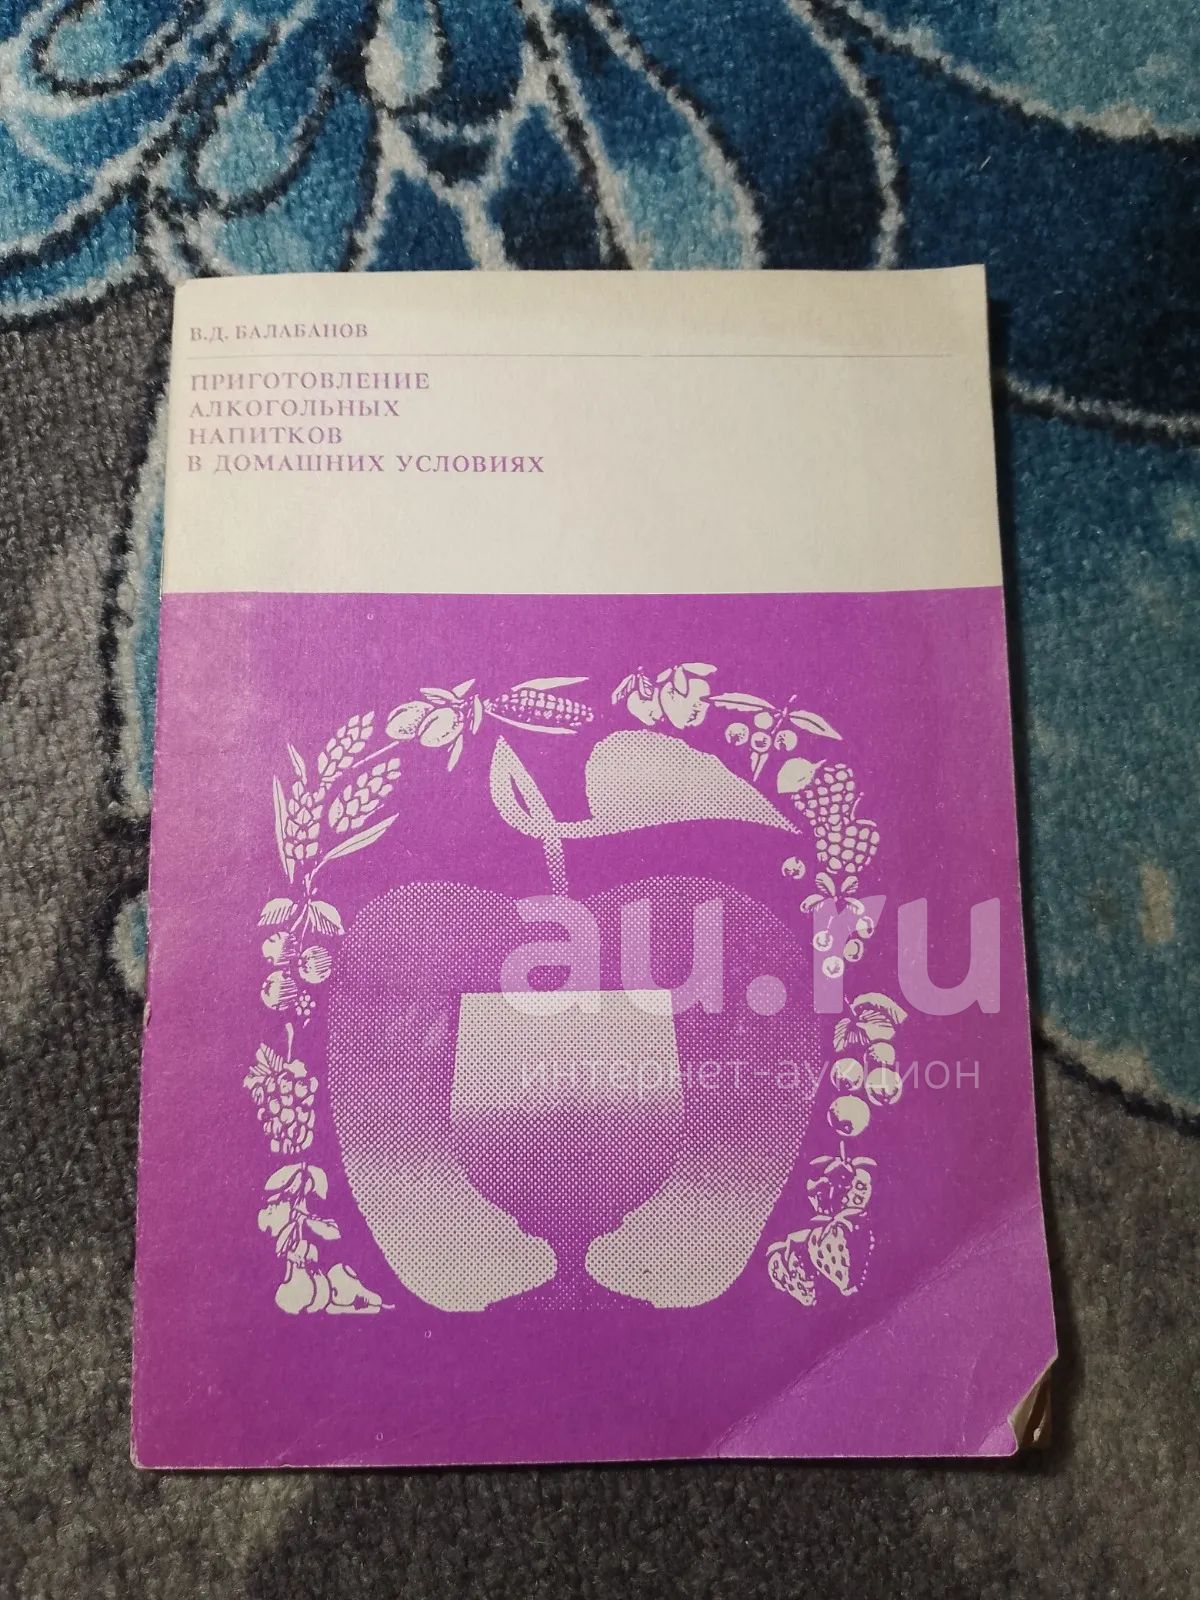 В.Д. БАЛАБАНОВ
ПРИГОТОВЛЕНИЕ
АЛКОГОЛЬНЫХ
НАПИТКОВ
В ДОМАШНИХ УСЛОВИЯХ
au.ru
интернет-аукцион